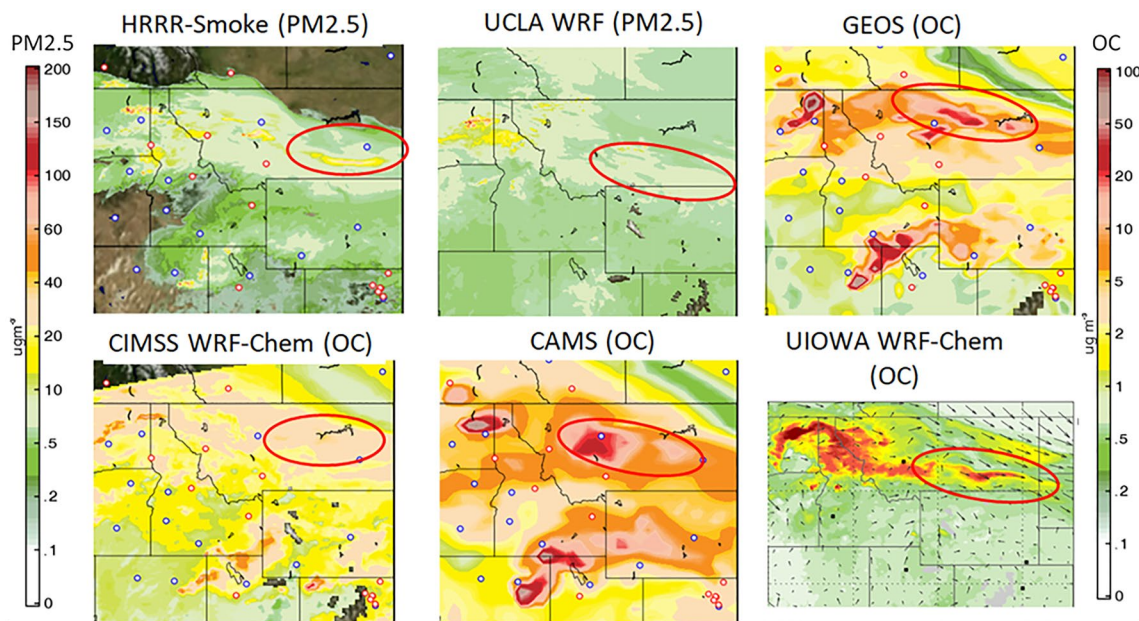 HRRR-Smoke (PM2.5)
UCLA WRF (PM2.5)
GEOS (OC)
PM2.5
200
150
100
60
40
20
10
.5
.2
.1
0
ugm⁻³
OC
100
50
20
10
5
2
1
.5
.2
.1
0
ug m⁻³
CIMSS WRF-Chem (OC)
CAMS (OC)
UIOWA WRF-Chem
(OC)